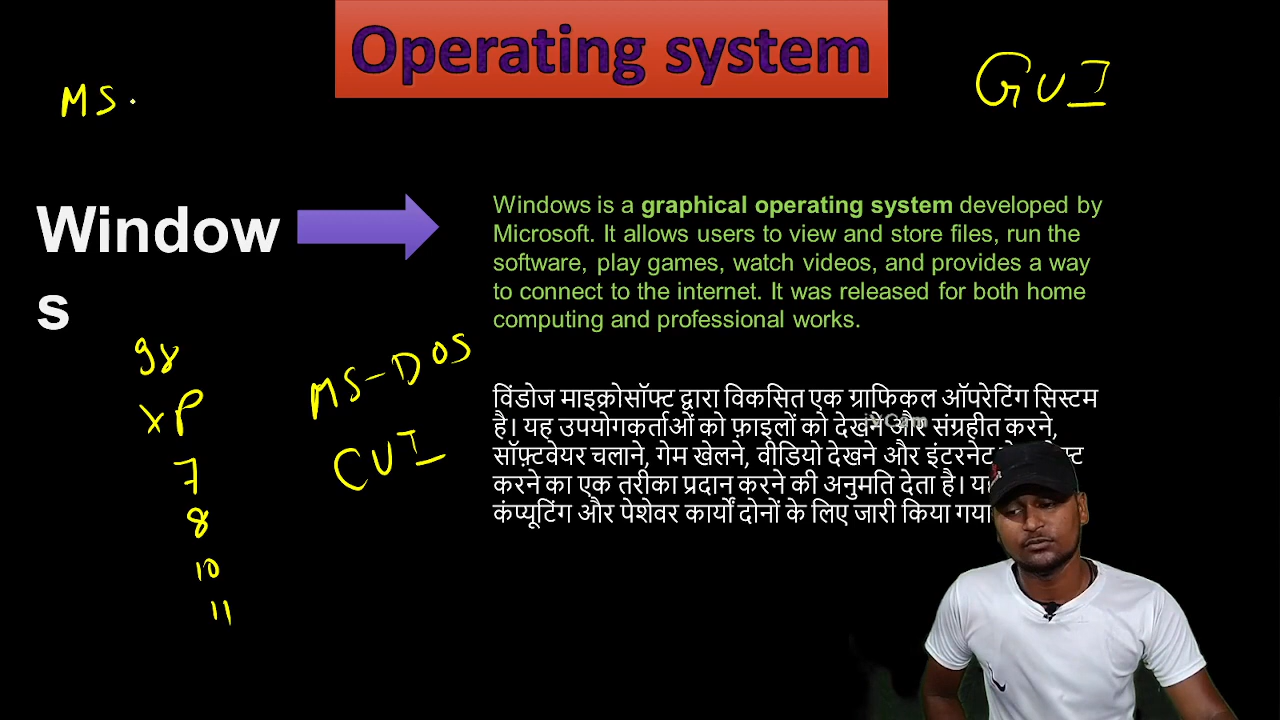 Operating system
GUI
MS.
Window
s
Windows is a graphical operating system developed by
Microsoft. It allows users to view and store files, run the
software, play games, watch videos, and provides a way
to connect to the internet. It was released for both home
computing and professional works.
98
XP
7
8
10
11
MS-DOS
CUI
विंडोज माइक्रोसॉफ्ट द्वारा विकसित एक ग्राफिकल ऑपरेटिंग सिस्टम
है। यह उपयोगकर्ताओं को फ़ाइलों को देखने और संग्रहीत करने,
सॉफ़्टवेयर चलाने, गेम खेलने, वीडियो देखने और इंटरनेट
करने का एक तरीका प्रदान करने की अनुमति देता है।
कंप्यूटिंग और पेशेवर कार्यों दोनों के लिए जारी किया गया